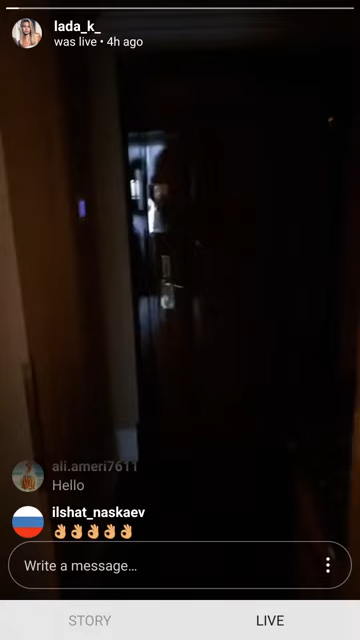 lada_k_
was live • 4h ago
ali.ameri7611
Hello
ilshat_naskaev
👌👌👌👌👌
Write a message...
STORY
LIVE